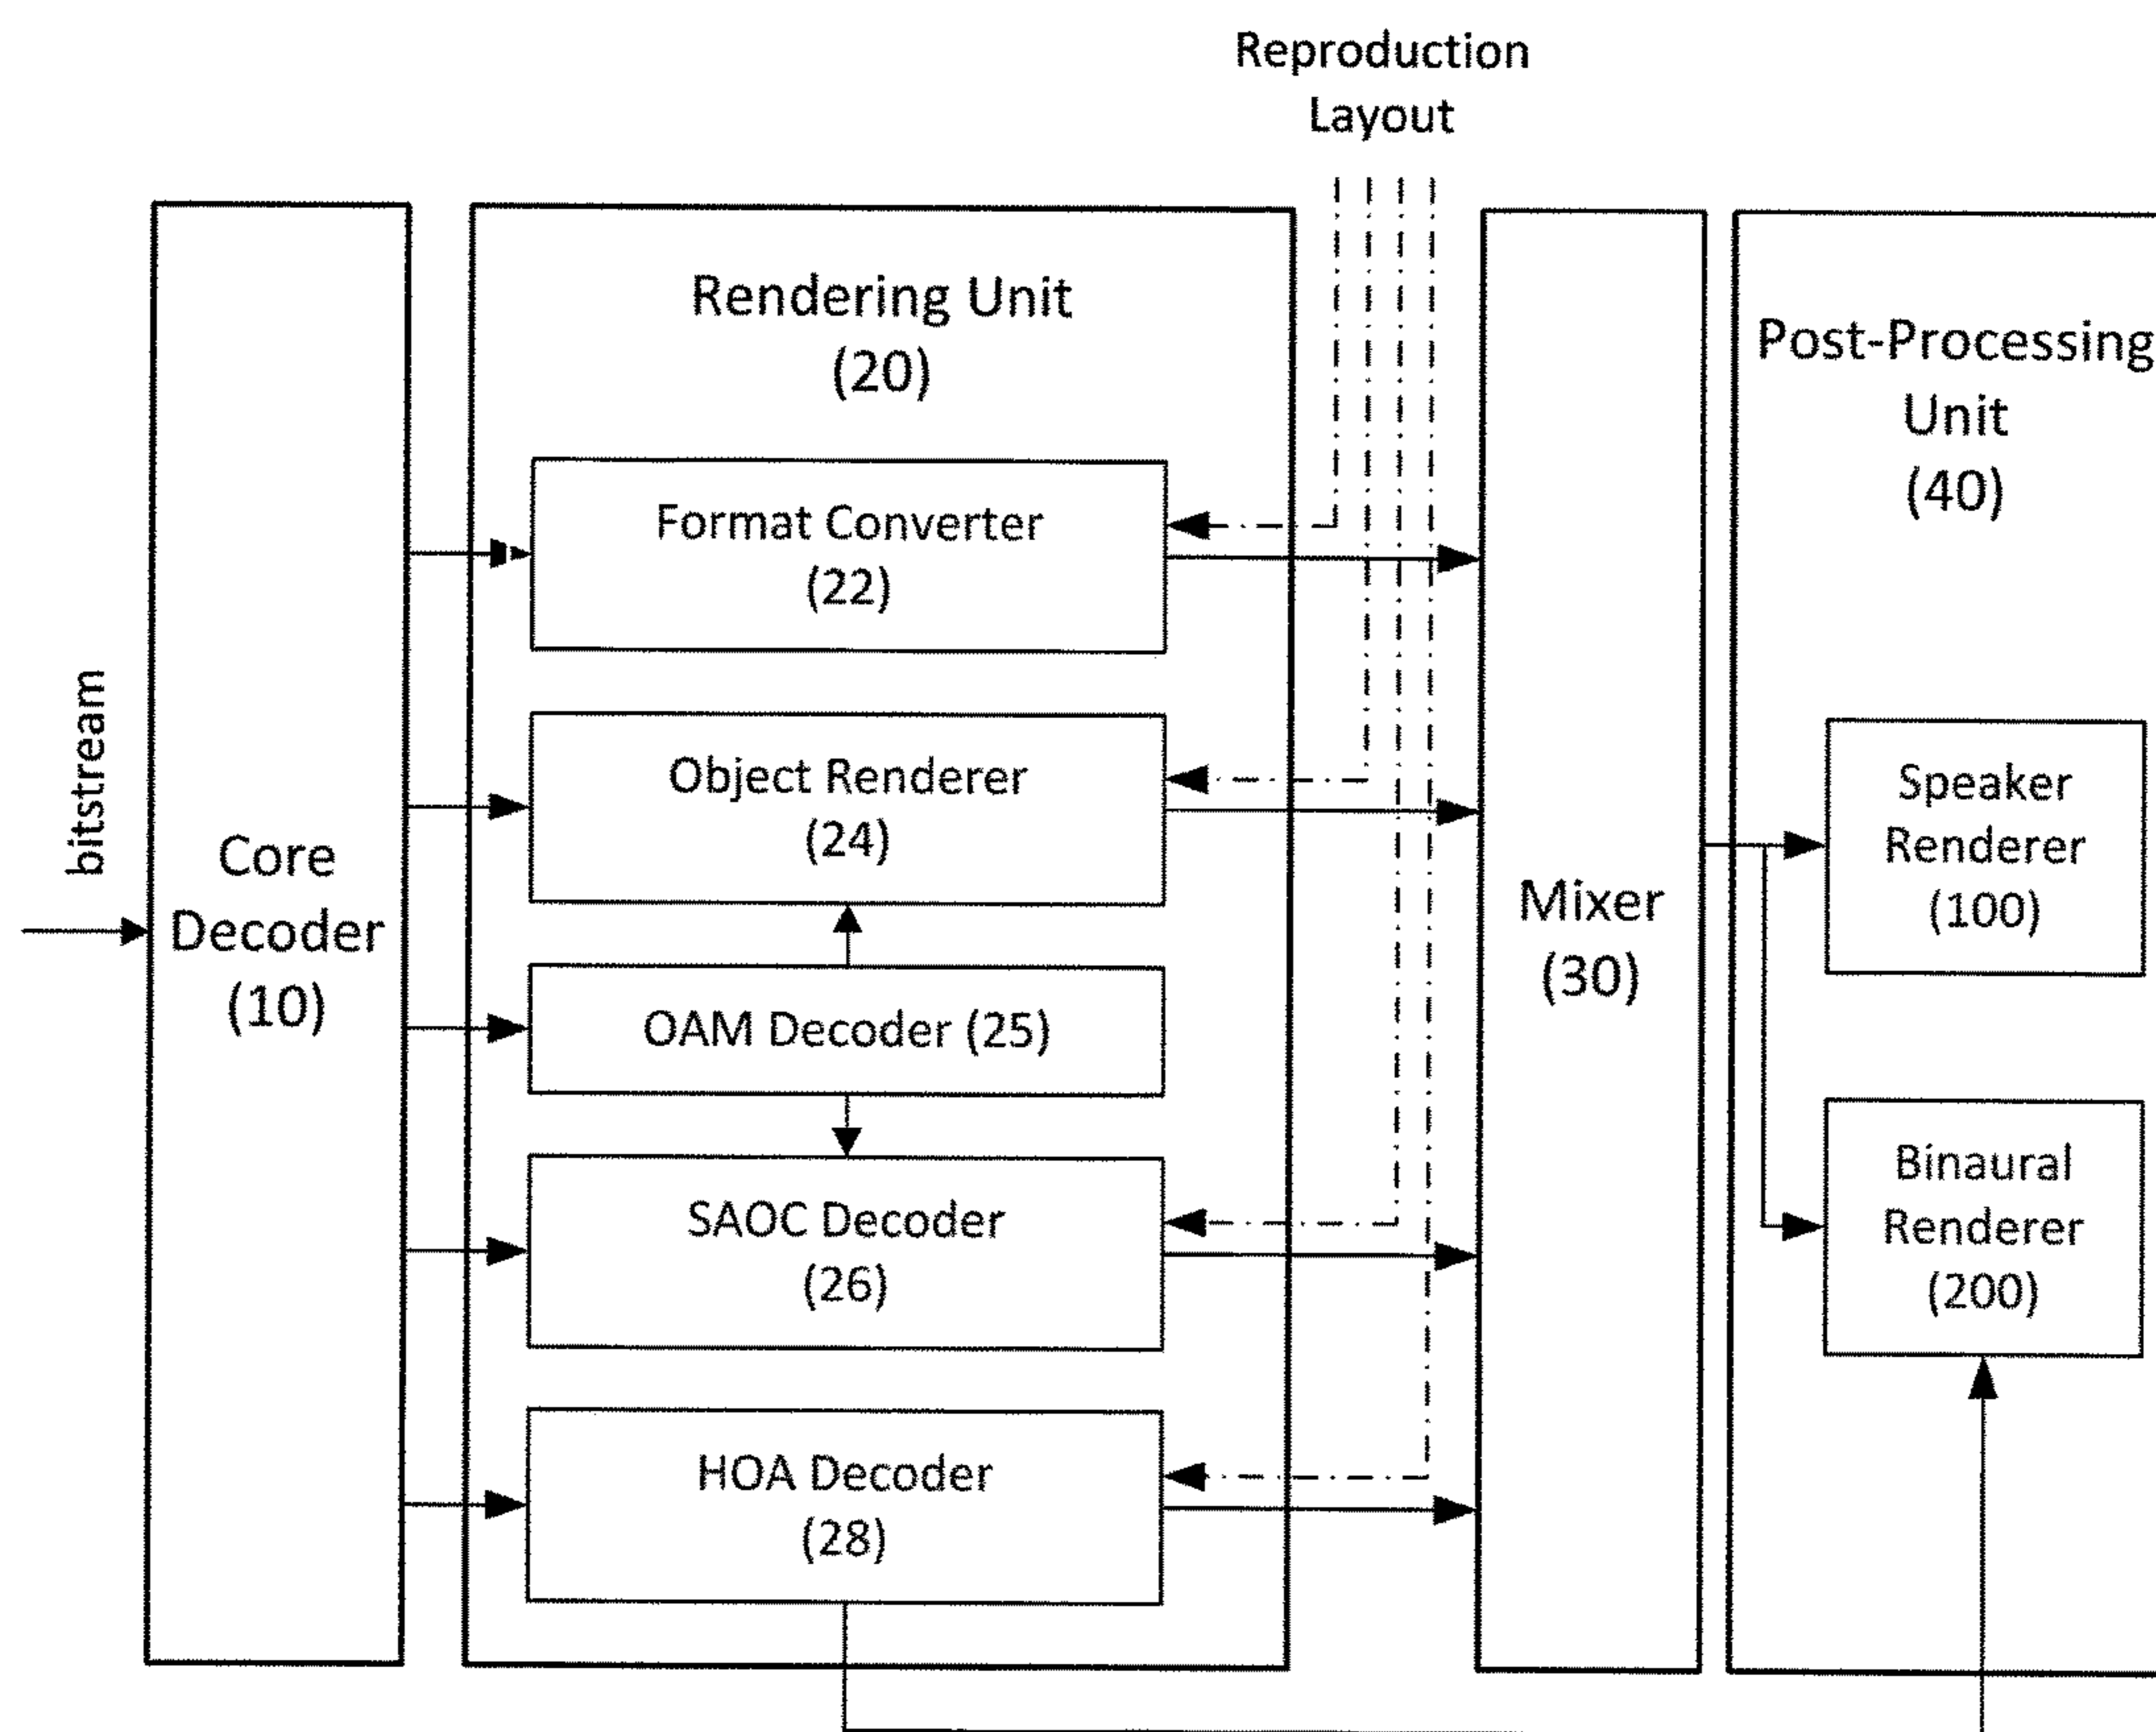 Reproduction
Layout
bitstream
Core
Decoder
(10)
Rendering Unit
(20)
Format Converter
(22)
Object Renderer
(24)
OAM Decoder (25)
SAOC Decoder
(26)
HOA Decoder
(28)
Mixer
(30)
Post-Processing
Unit
(40)
Speaker
Renderer
(100)
Binaural
Renderer
(200)